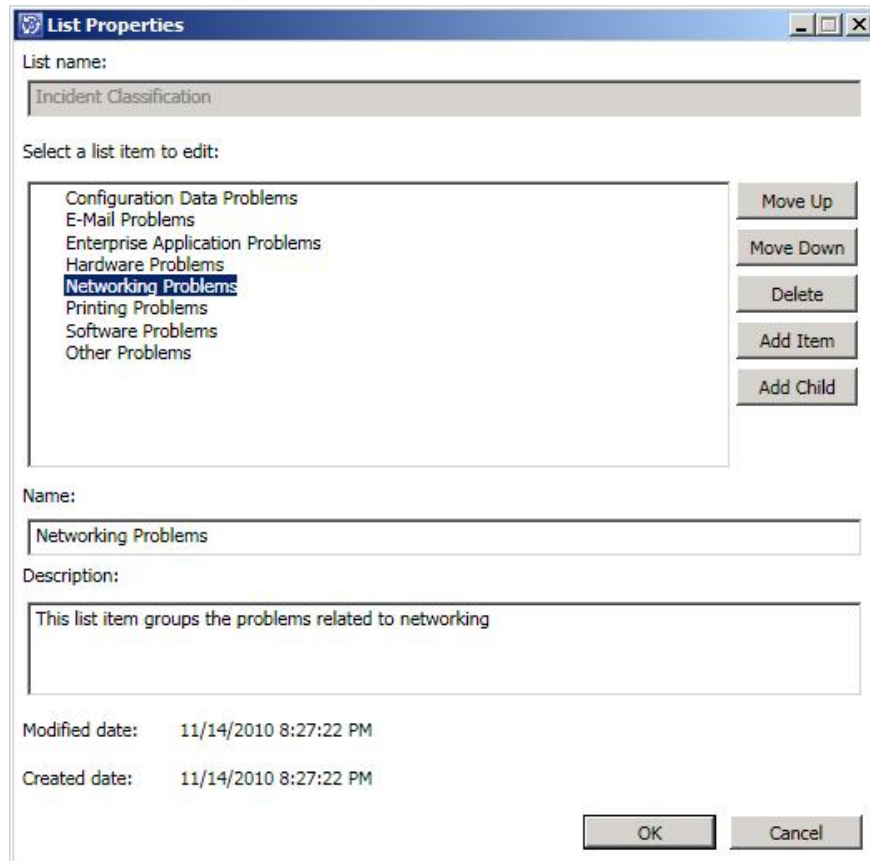 List Properties
List name:
Incident Classification
Select a list item to edit:
Configuration Data Problems
E-Mail Problems
Enterprise Application Problems
Hardware Problems
Networking Problems
Printing Problems
Software Problems
Other Problems
Move Up
Move Down
Delete
Add Item
Add Child
Name:
Networking Problems
Description:
This list item groups the problems related to networking
Modified date: 11/14/2010 8:27:22 PM
Created date: 11/14/2010 8:27:22 PM
OK Cancel